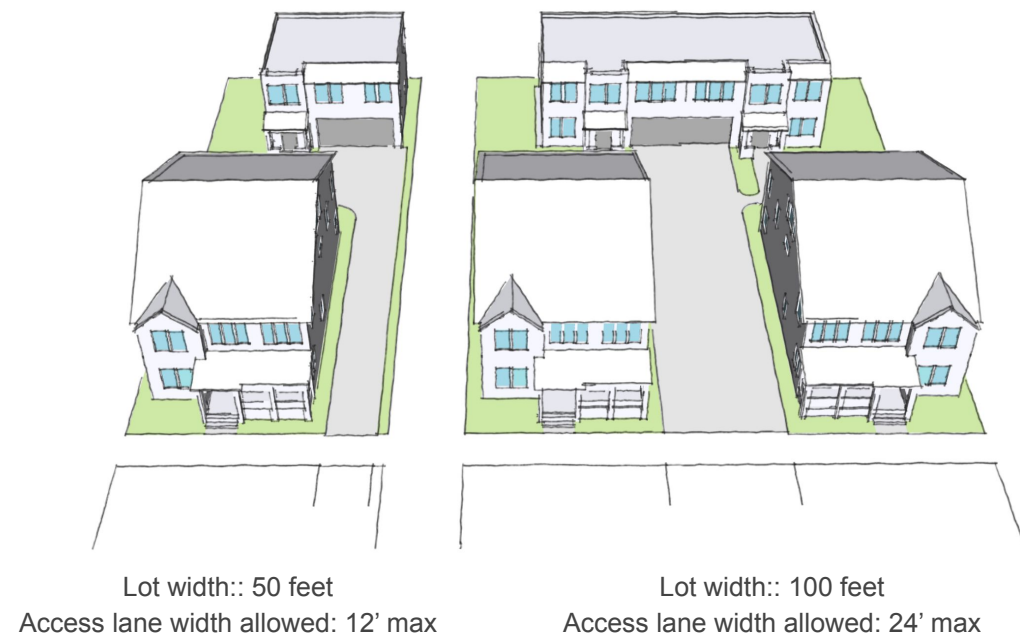 Lot width:: 50 feet
Access lane width allowed: 12’ max
Lot width:: 100 feet
Access lane width allowed: 24’ max